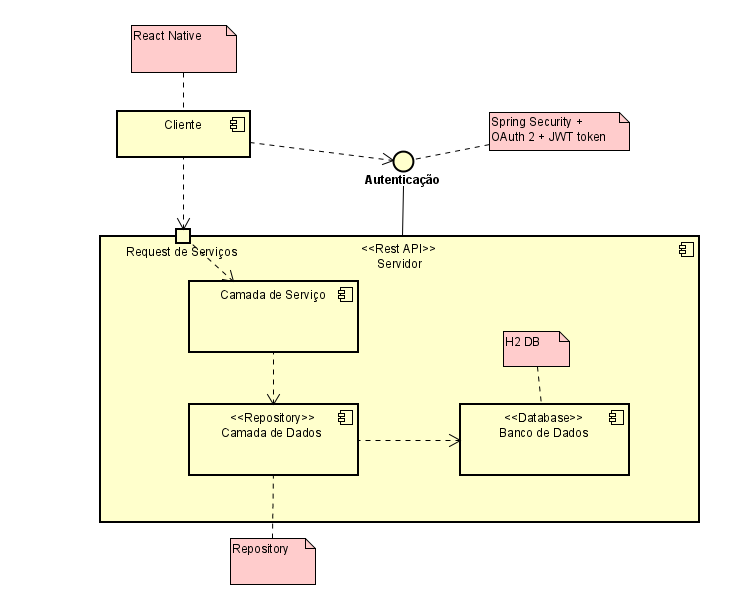 React Native
Cliente
Spring Security +
OAuth 2 + JWT token
Autenticação
Request de Serviços
<<Rest API>>
Servidor
Camada de Serviço
H2 DB
<<Repository>>
Camada de Dados
<<Database>>
Banco de Dados
Repository